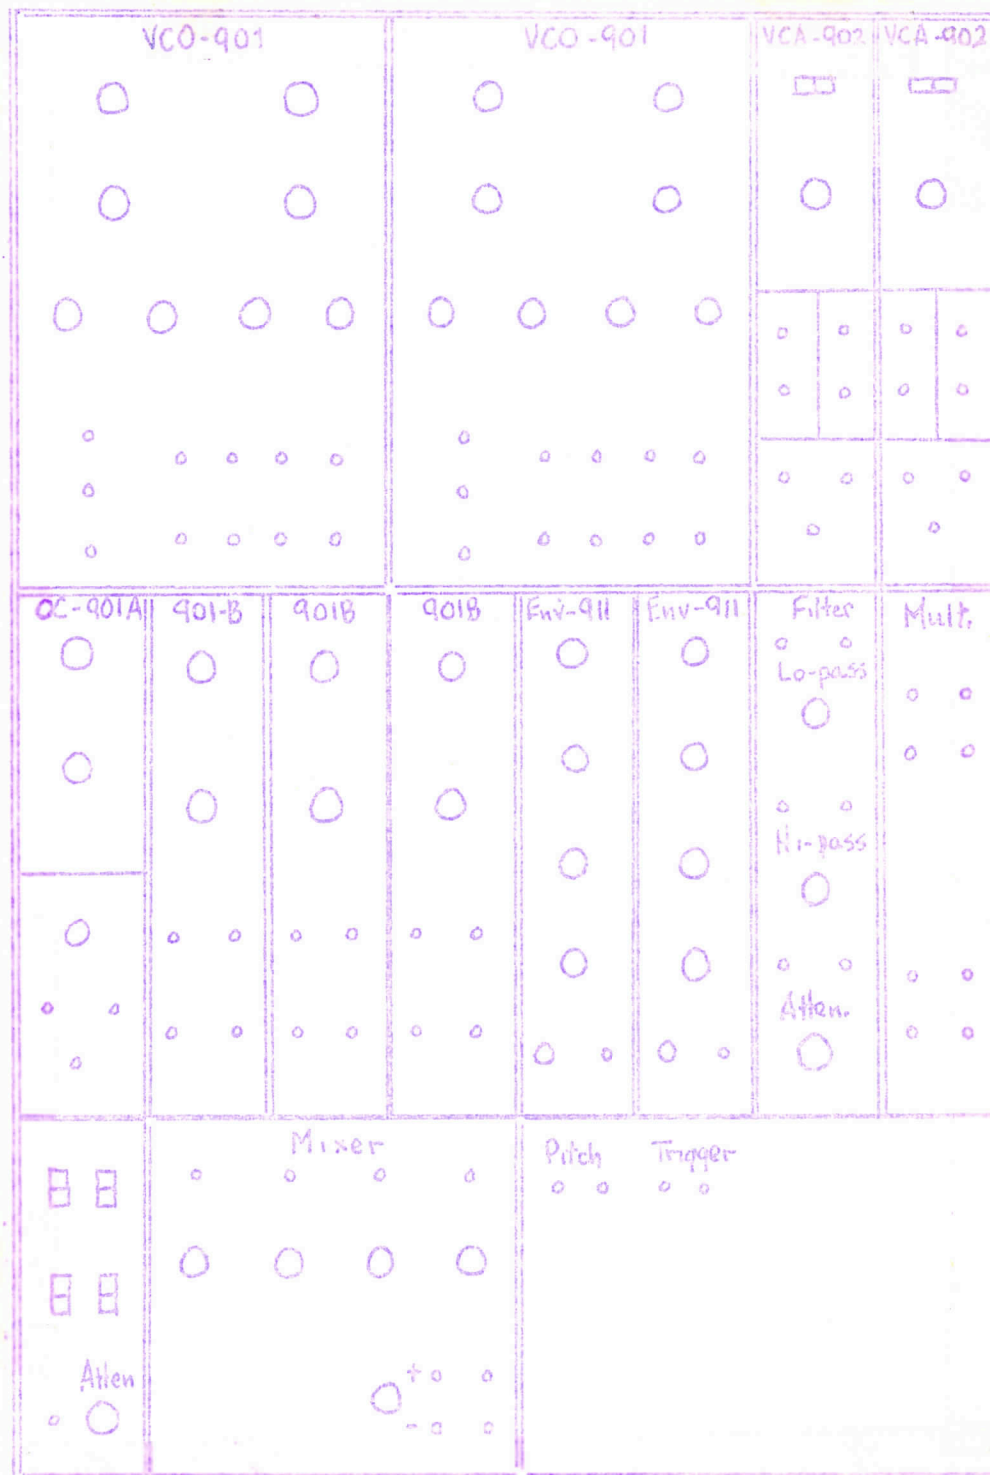 VCO-901
VCO-901
VCA-902
VCA-902
OC-901A
901-B
901B
901B
Env-911
Env-911
Filter
Lo-pass
Hi-pass
Atten.
Mult.
Atten
Mixer
+
-
Pitch Trigger